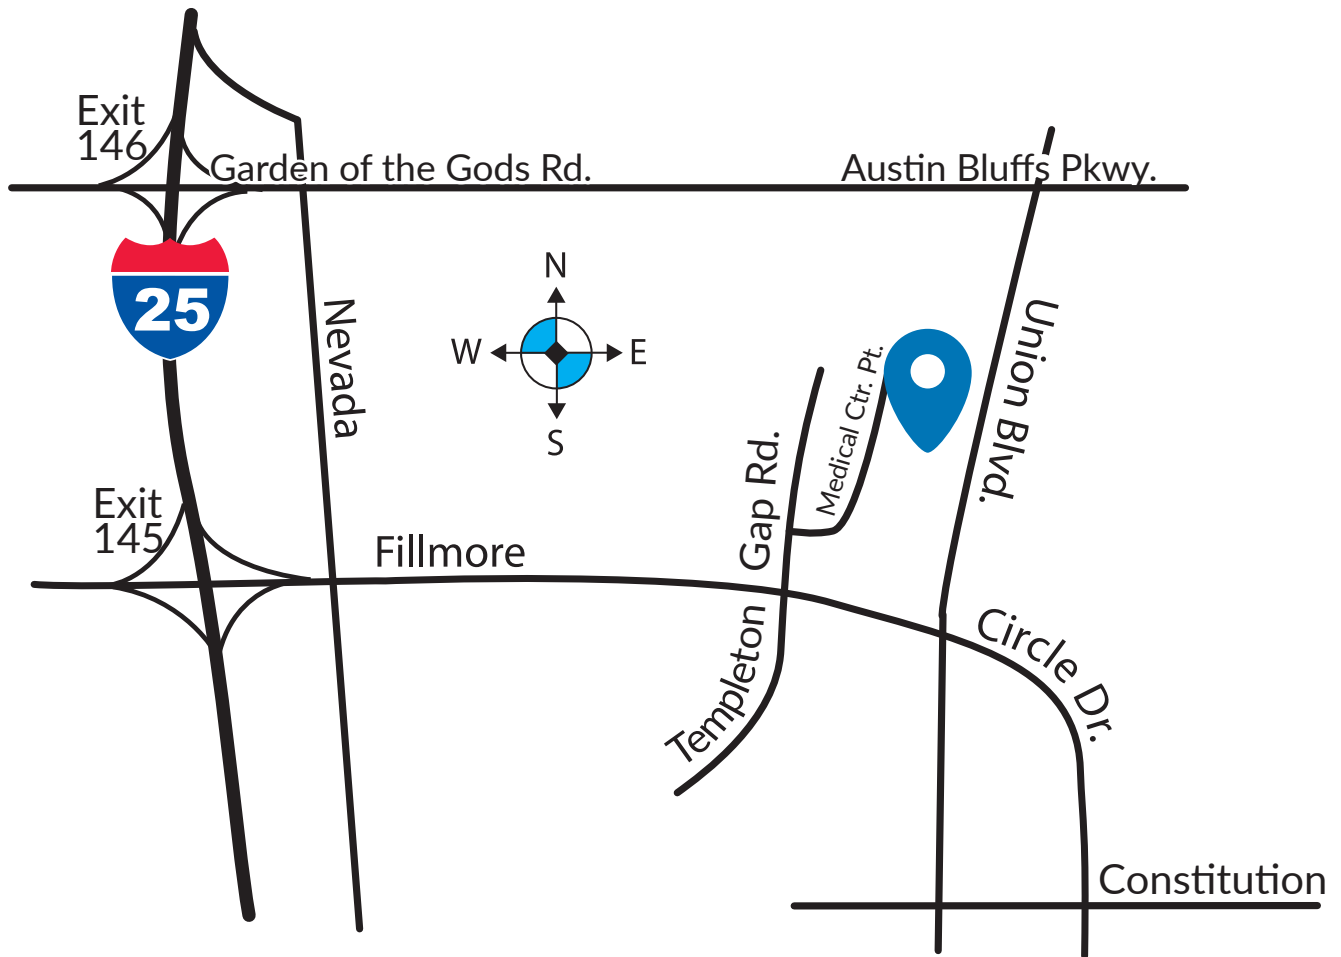 Exit
146
Garden of the Gods Rd.
Austin Bluffs Pkwy.
25
N
W
E
S
Nevada
Union Blvd.
Medical Ctr. Pt.
Exit
145
Fillmore
Templeton Gap Rd.
Circle Dr.
Constitution